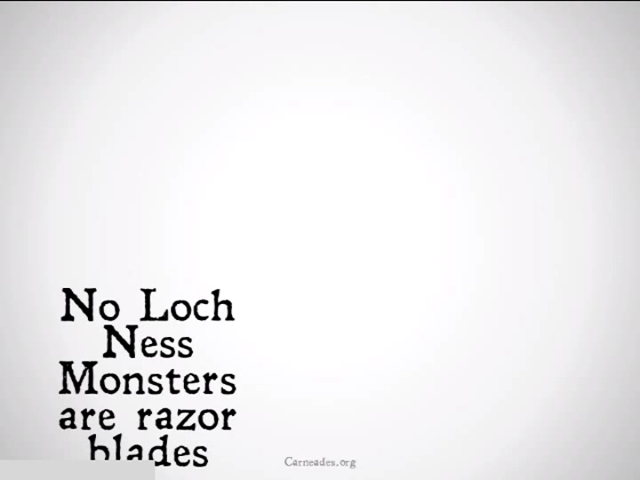 No Loch
Ness
Monsters
are razor
blades
Carneades.org